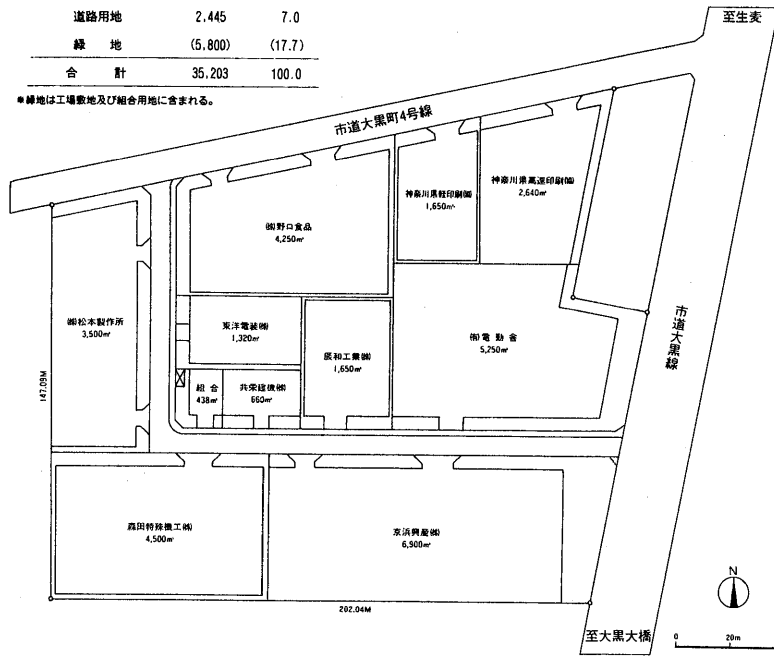 道路用地 2,445 7.0
緑 地 (5,800) (17.7)
合 計 35,203 100.0
*緑地は工場敷地及び組合用地に含まれる。
至生麦
市道大黒町4号線
神奈川県軽印刷㈱
1,650㎡
神奈川県高速印刷㈱
2,640㎡
㈱野口食品
4,250㎡
㈱松本製作所
3,500㎡
東洋電装㈱
1,320㎡
辰和工業㈱
1,650㎡
㈲電勤舎
5,250㎡
市道大黒線
組合
438㎡
共栄建機㈱
660㎡
147.09M
森田特殊機工㈱
4,500㎡
京浜興産㈱
6,900㎡
202.04M
N
至大黒大橋
0 20m